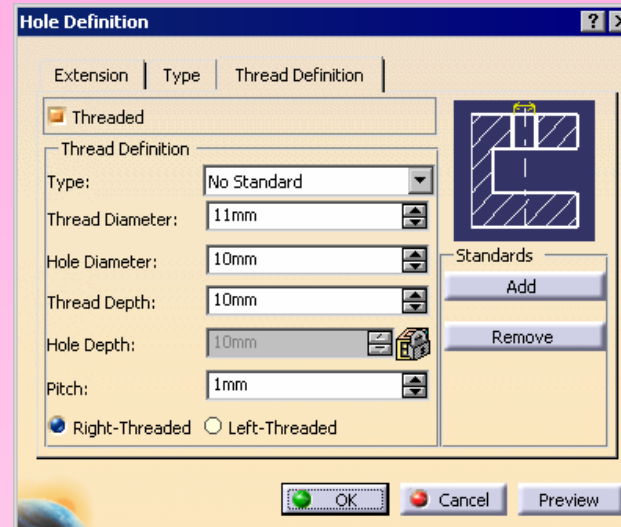 Hole Definition
Extension Type Thread Definition
Threaded
Thread Definition
Type: No Standard
Thread Diameter: 11mm
Hole Diameter: 10mm
Thread Depth: 10mm
Hole Depth: 10mm
Pitch: 1mm
Right-Threaded Left-Threaded
Standards
Add
Remove
OK Cancel Preview